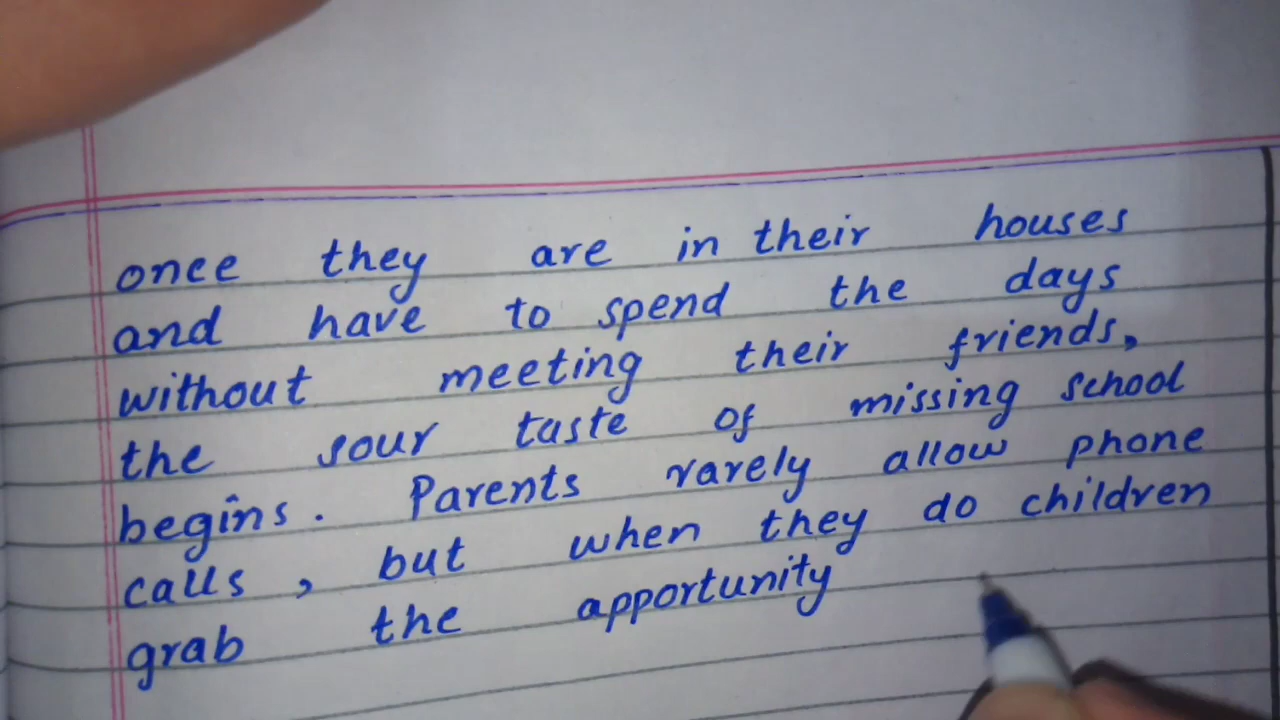 once they are in their houses
and have to spend the days
without meeting their friends,
the sour taste of missing school
begins. Parents rarely allow phone
calls, but when they do children
grab the apportunity